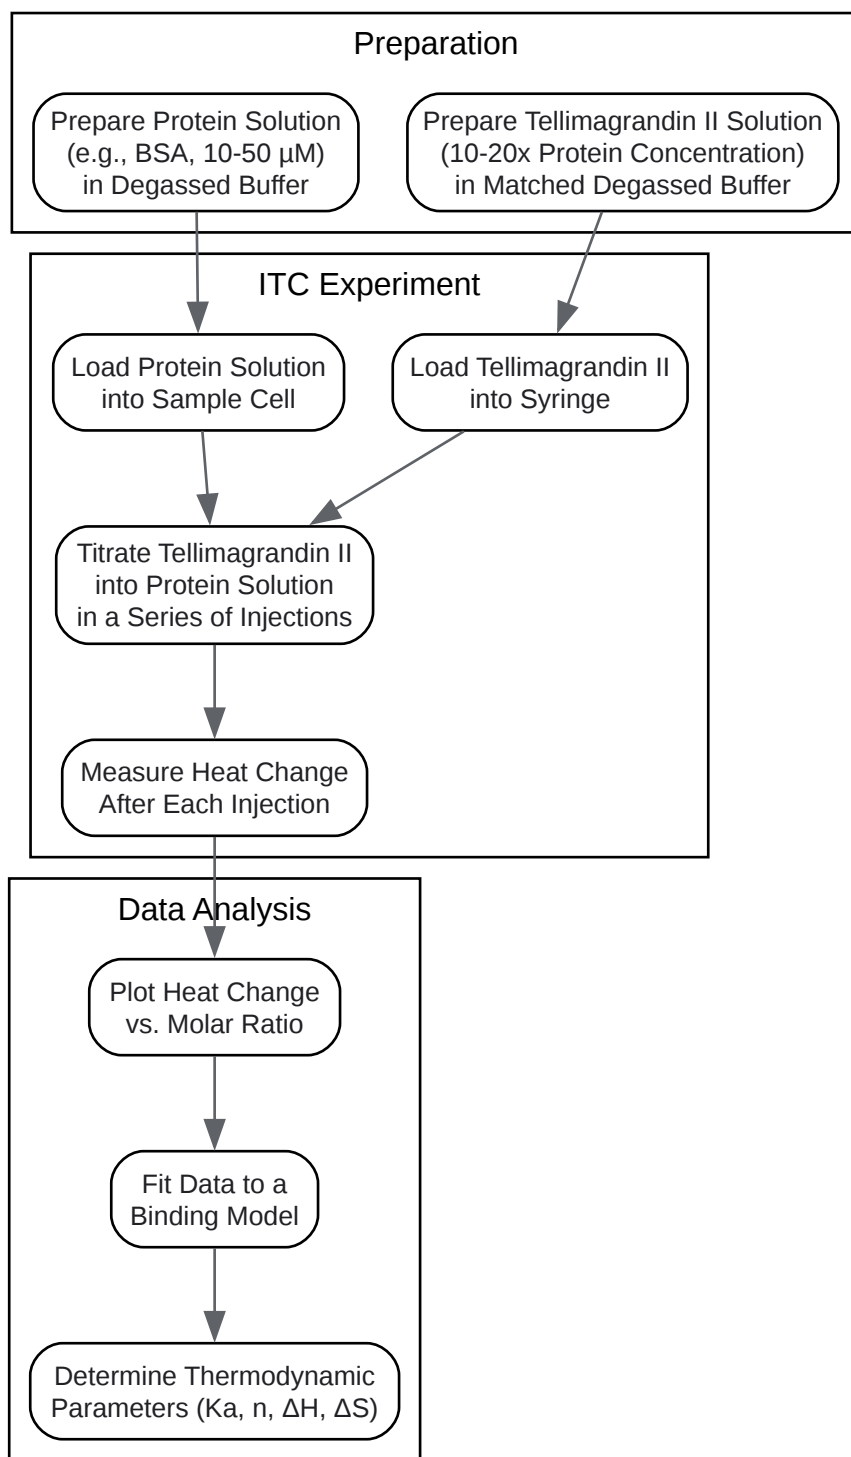 Preparation
Prepare Protein Solution
(e.g., BSA, 10-50 µM)
in Degassed Buffer
Prepare Tellimagrandin II Solution
(10-20x Protein Concentration)
in Matched Degassed Buffer
ITC Experiment
Load Protein Solution
into Sample Cell
Load Tellimagrandin II
into Syringe
Titrate Tellimagrandin II
into Protein Solution
in a Series of Injections
Measure Heat Change
After Each Injection
Data Analysis
Plot Heat Change
vs. Molar Ratio
Fit Data to a
Binding Model
Determine Thermodynamic
Parameters (Ka, n, ΔH, ΔS)